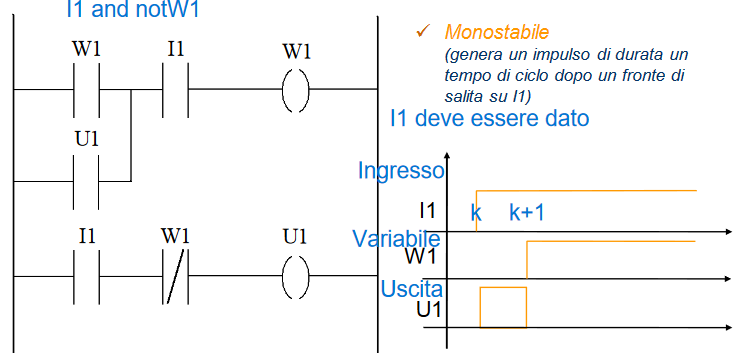 I1 and notW1
W1 I1 W1
U1
I1 W1 U1
✓ Monostabile
(genera un impulso di durata un
tempo di ciclo dopo un fronte di
salita su I1)
I1 deve essere dato
Ingresso
I1 k k+1
Variabile
W1
Uscita
U1